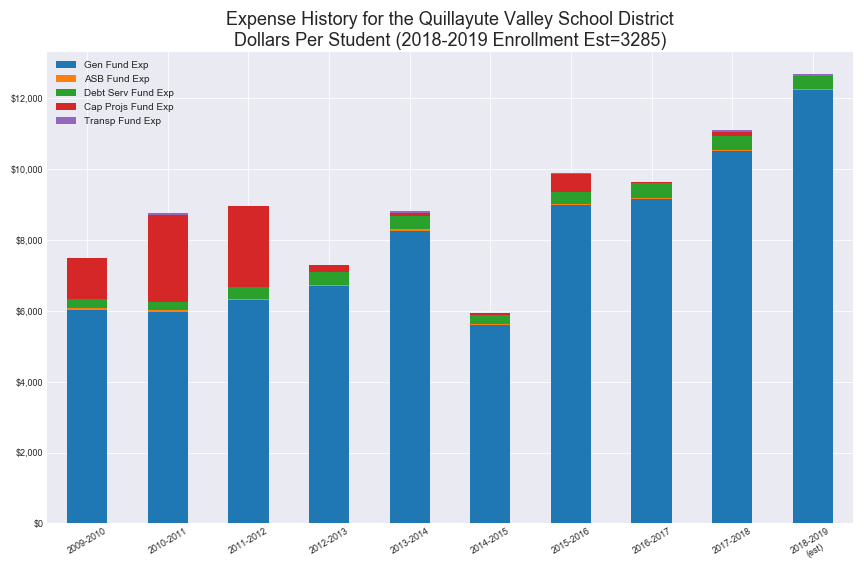 Expense History for the Quillayute Valley School District
Dollars Per Student (2018-2019 Enrollment Est=3285)
Gen Fund Exp
ASB Fund Exp
Debt Serv Fund Exp
Cap Projs Fund Exp
Transp Fund Exp
$12,000
$10,000
$8,000
$6,000
$4,000
$2,000
$0
2009-2010
2010-2011
2011-2012
2012-2013
2013-2014
2014-2015
2015-2016
2016-2017
2017-2018
2018-2019
(est)